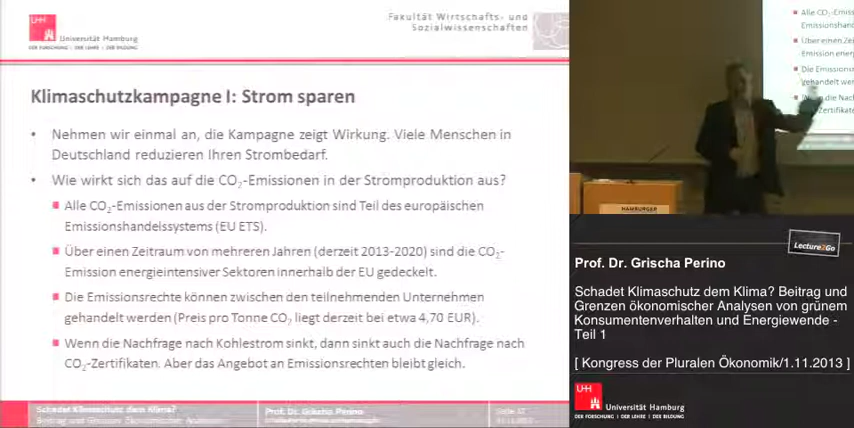 UHH
Universität Hamburg
DER FORSCHUNG | DER LEHRE | DER BILDUNG
Fakultät Wirtschafts- und
Sozialwissenschaften
Klimaschutzkampagne I: Strom sparen
• Nehmen wir einmal an, die Kampagne zeigt Wirkung. Viele Menschen in
Deutschland reduzieren Ihren Strombedarf.
• Wie wirkt sich das auf die CO₂-Emissionen in der Stromproduktion aus?
Alle CO₂-Emissionen aus der Stromproduktion sind Teil des europäischen
Emissionshandelssystems (EU ETS).
Über einen Zeitraum von mehreren Jahren (derzeit 2013-2020) sind die CO₂-
Emission energieintensiver Sektoren innerhalb der EU gedeckelt.
Die Emissionsrechte können zwischen den teilnehmenden Unternehmen
gehandelt werden (Preis pro Tonne CO₂ liegt derzeit bei etwa 4,70 EUR).
Wenn die Nachfrage nach Kohlestrom sinkt, dann sinkt auch die Nachfrage nach
CO₂-Zertifikaten. Aber das Angebot an Emissionsrechten bleibt gleich.
Schadet Klimaschutz dem Klima?
Prof. Dr. Grischa Perino
Alle CO₂-Emiss
Emissionshand
Über einen Zei
Emission ener
Die Emissions
gehandelt wer
die Nach
Zertifikat
HAMBURGER
Lecture2Go
Prof. Dr. Grischa Perino
Schadet Klimaschutz dem Klima? Beitrag und
Grenzen ökonomischer Analysen von grünem
Konsumentenverhalten und Energiewende -
Teil 1
[ Kongress der Pluralen Ökonomik/1.11.2013 ]
UHH
Universität Hamburg
DER FORSCHUNG | DER LEHRE | DER BILDUNG